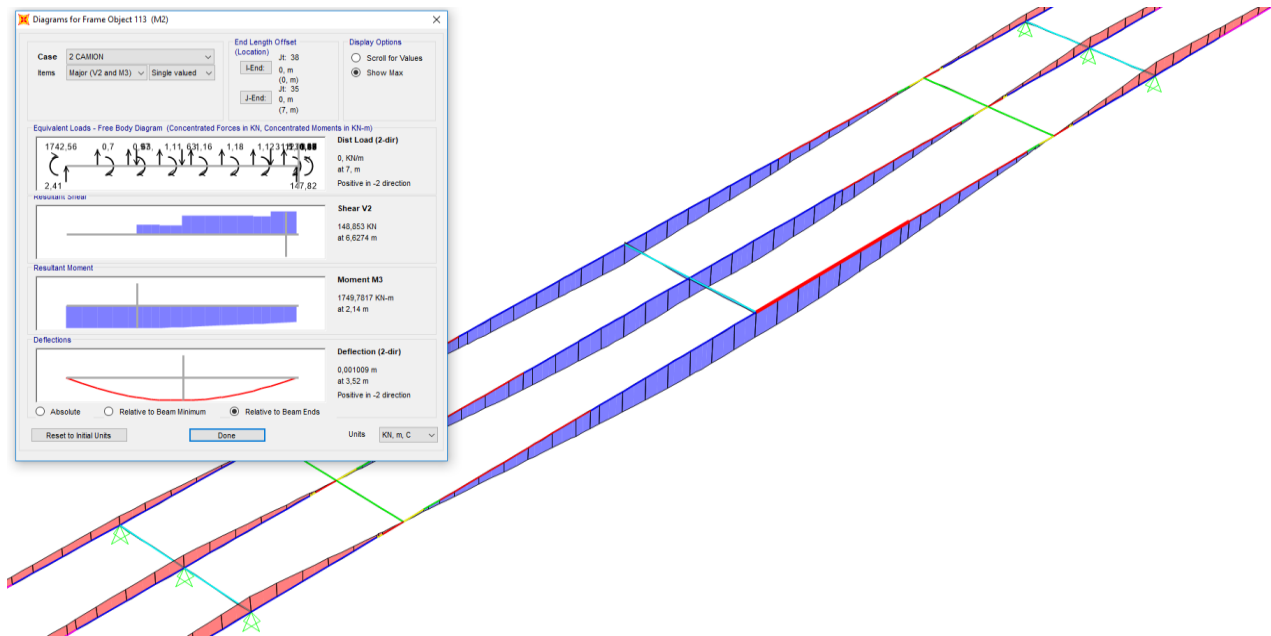 Diagrams for Frame Object 113 (M2)
Case 2 CAMION
Items Major (V2 and M3) Single valued
End Length Offset
(Location)
I-End:
Jt: 38
0, m
(0, m)
J-End:
Jt: 35
0, m
(7, m)
Display Options
Scroll for Values
Show Max
Equivalent Loads - Free Body Diagram (Concentrated Forces in KN, Concentrated Moments in KN-m)
1742,56 0,7 1,11 1,16 1,18
2,41 147,82
Dist Load (2-dir)
0, KN/m
at 7, m
Positive in -2 direction
Resultant Shear
Shear V2
148,853 KN
at 6,6274 m
Resultant Moment
Moment M3
1749,7817 KN-m
at 2,14 m
Deflections
Deflection (2-dir)
0,001009 m
at 3,52 m
Positive in -2 direction
Absolute Relative to Beam Minimum Relative to Beam Ends
Reset to Initial Units Done Units KN, m, C